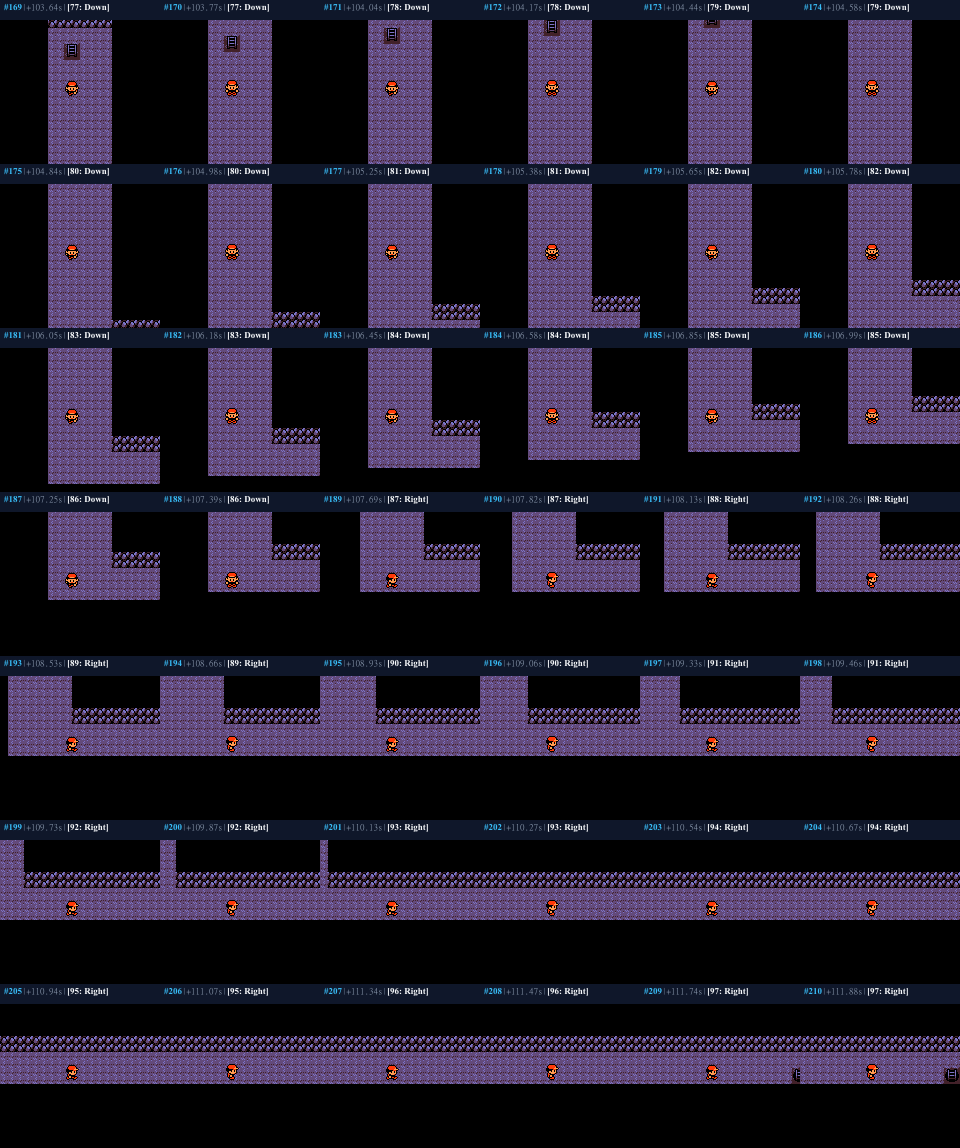 #169|+103.64s| [77: Down] #170|+103.77s| [77: Down] #171|+104.04s| [78: Down] #172|+104.17s| [78: Down] #173|+104.44s| [79: Down] #174|+104.58s| [79: Down]
#175|+104.84s| [80: Down] #176|+104.98s| [80: Down] #177|+105.25s| [81: Down] #178|+105.38s| [81: Down] #179|+105.65s| [82: Down] #180|+105.78s| [82: Down]
#181|+106.05s| [83: Down] #182|+106.18s| [83: Down] #183|+106.45s| [84: Down] #184|+106.58s| [84: Down] #185|+106.85s| [85: Down] #186|+106.99s| [85: Down]
#187|+107.25s| [86: Down] #188|+107.39s| [86: Down] #189|+107.69s| [87: Right] #190|+107.82s| [87: Right] #191|+108.13s| [88: Right] #192|+108.26s| [88: Right]
#193|+108.53s| [89: Right] #194|+108.66s| [89: Right] #195|+108.93s| [90: Right] #196|+109.06s| [90: Right] #197|+109.33s| [91: Right] #198|+109.46s| [91: Right]
#199|+109.73s| [92: Right] #200|+109.87s| [92: Right] #201|+110.13s| [93: Right] #202|+110.27s| [93: Right] #203|+110.54s| [94: Right] #204|+110.67s| [94: Right]
#205|+110.94s| [95: Right] #206|+111.07s| [95: Right] #207|+111.34s| [96: Right] #208|+111.47s| [96: Right] #209|+111.74s| [97: Right] #210|+111.88s| [97: Right]